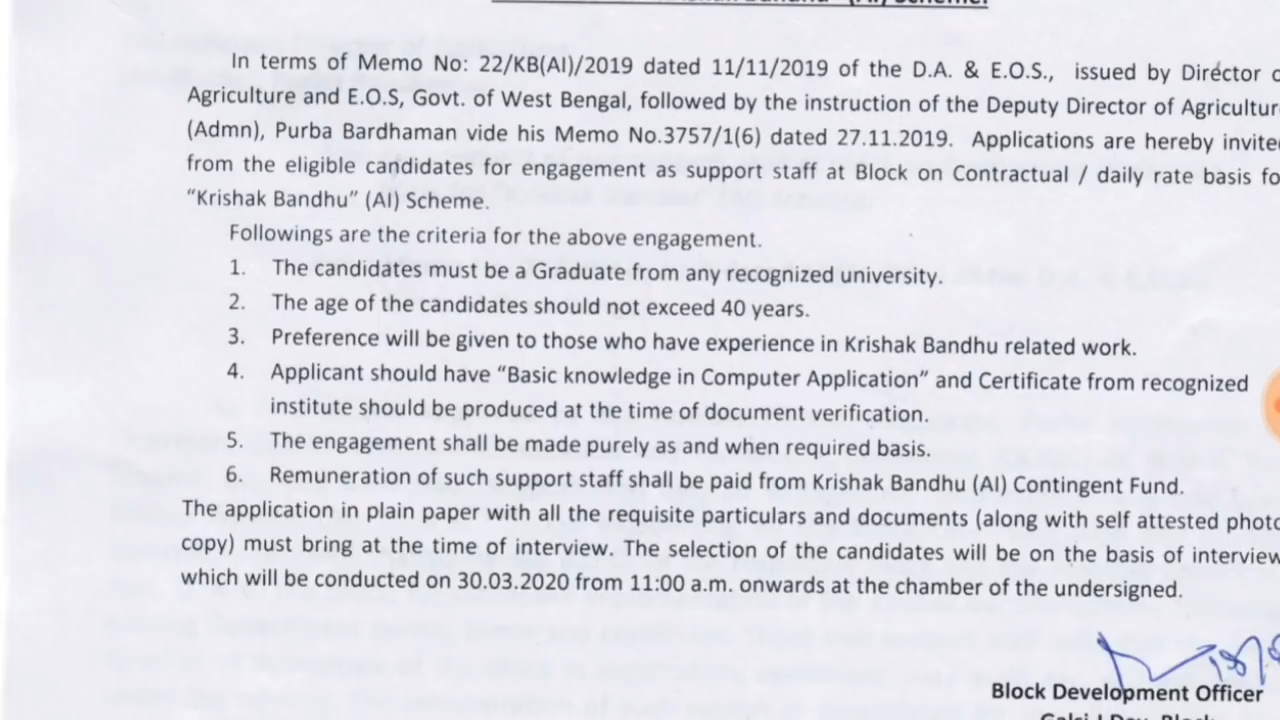 (AI) Scheme.
In terms of Memo No: 22/KB(AI)/2019 dated 11/11/2019 of the D.A. & E.O.S., issued by Director o
Agriculture and E.O.S, Govt. of West Bengal, followed by the instruction of the Deputy Director of Agricultur
(Admn), Purba Bardhaman vide his Memo No.3757/1(6) dated 27.11.2019. Applications are hereby invite
from the eligible candidates for engagement as support staff at Block on Contractual / daily rate basis fo
“Krishak Bandhu” (AI) Scheme.
Followings are the criteria for the above engagement.
1. The candidates must be a Graduate from any recognized university.
2. The age of the candidates should not exceed 40 years.
3. Preference will be given to those who have experience in Krishak Bandhu related work.
4. Applicant should have “Basic knowledge in Computer Application” and Certificate from recognized
institute should be produced at the time of document verification.
5. The engagement shall be made purely as and when required basis.
6. Remuneration of such support staff shall be paid from Krishak Bandhu (AI) Contingent Fund.
The application in plain paper with all the requisite particulars and documents (along with self attested photo
copy) must bring at the time of interview. The selection of the candidates will be on the basis of interview
which will be conducted on 30.03.2020 from 11:00 a.m. onwards at the chamber of the undersigned.
Block Development Officer